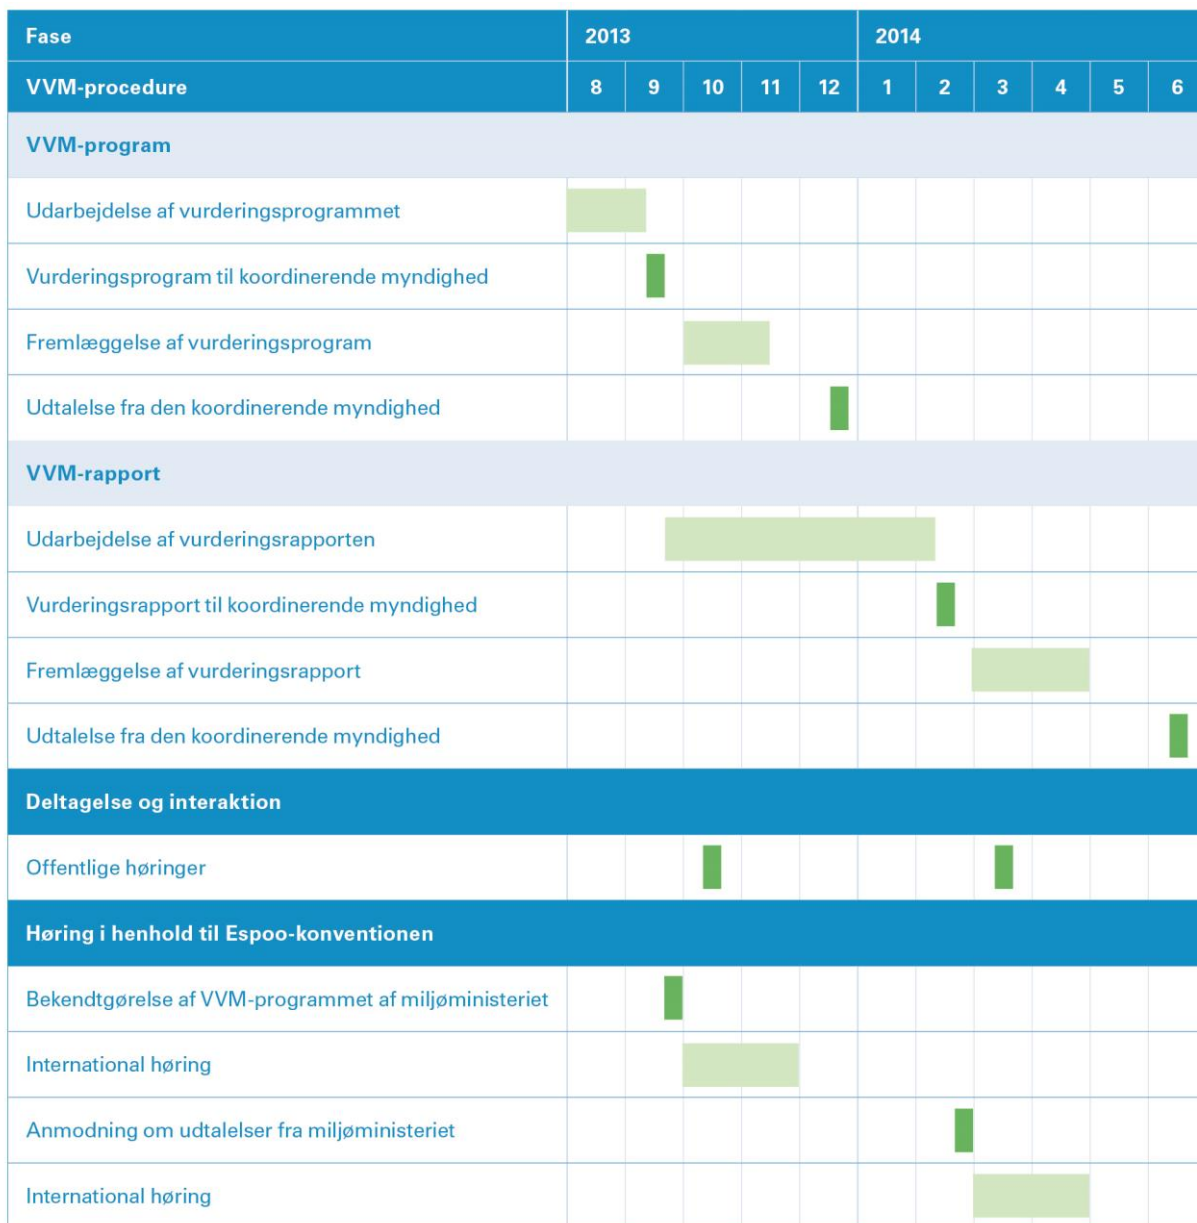 Fase 2013 2014
VVM-procedure 8 9 10 11 12 1 2 3 4 5 6
VVM-program
Udarbejdelse af vurderingsprogrammet
Vurderingsprogram til koordinerende myndighed
Fremlæggelse af vurderingsprogram
Udtalelse fra den koordinerende myndighed
VVM-rapport
Udarbejdelse af vurderingsrapporten
Vurderingsrapport til koordinerende myndighed
Fremlæggelse af vurderingsrapport
Udtalelse fra den koordinerende myndighed
Deltagelse og interaktion
Offentlige høringer
Høring i henhold til Espoo-konventionen
Bekendtgørelse af VVM-programmet af miljøministeriet
International høring
Anmodning om udtalelser fra miljøministeriet
International høring